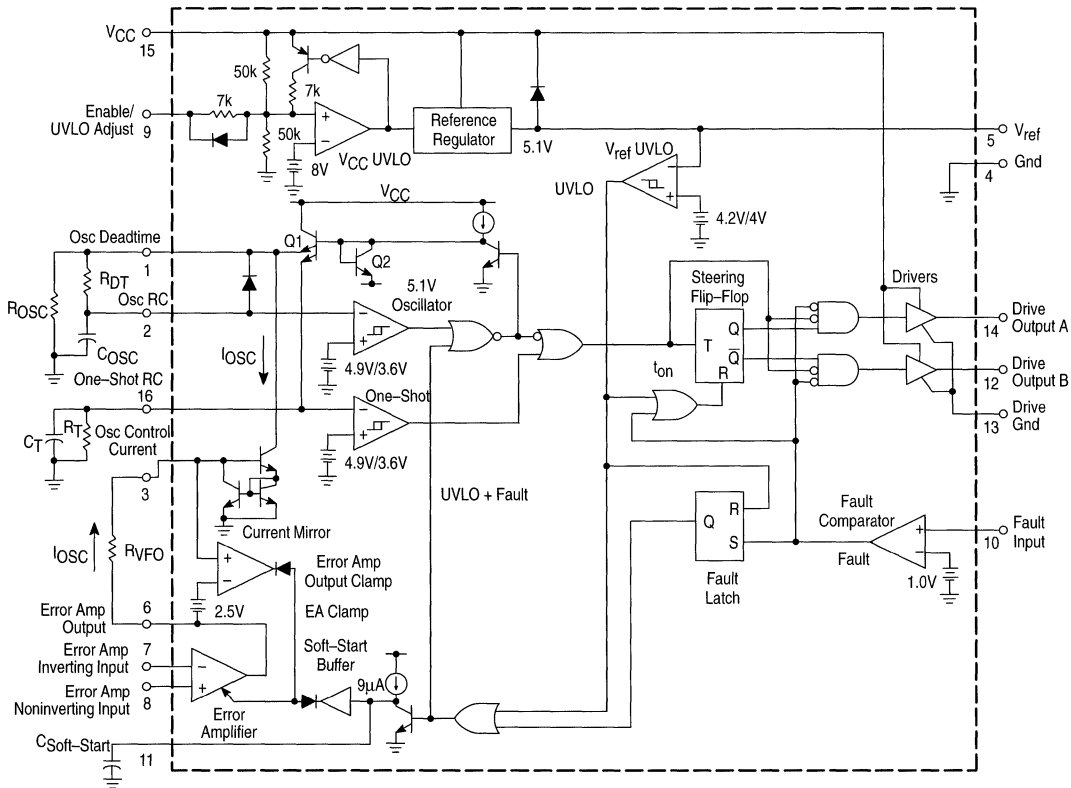 VCC
15
50k
7k
7k
Enable/
UVLO Adjust
9
50k
+
–
8V
VCC UVLO
Reference
Regulator
5.1V
5
Vref
Gnd
4
Vref UVLO
UVLO
–
+
4.2V/4V
VCC
Osc Deadtime
1
Q1
Q2
ROSC
RDT
Osc RC
2
COSC
5.1V
Oscillator
–
+
4.9V/3.6V
IOSC
One–Shot RC
16
One–Shot
–
+
4.9V/3.6V
CT
RT
Osc Control
Current
3
Steering
Flip–Flop
T
Q
Q
R
ton
Drivers
14
Drive
Output A
12
Drive
Output B
13
Drive
Gnd
UVLO + Fault
Current Mirror
IOSC
RVFO
+
–
2.5V
Error Amp
Output Clamp
EA Clamp
Q
R
S
Fault
Latch
Fault
Comparator
Fault
+
–
1.0V
10
Fault
Input
Error Amp
Output
6
Error Amp
Inverting Input
7
–
+
Error Amp
Noninverting Input
8
Error
Amplifier
Soft–Start
Buffer
9µA
CSoft–Start
11